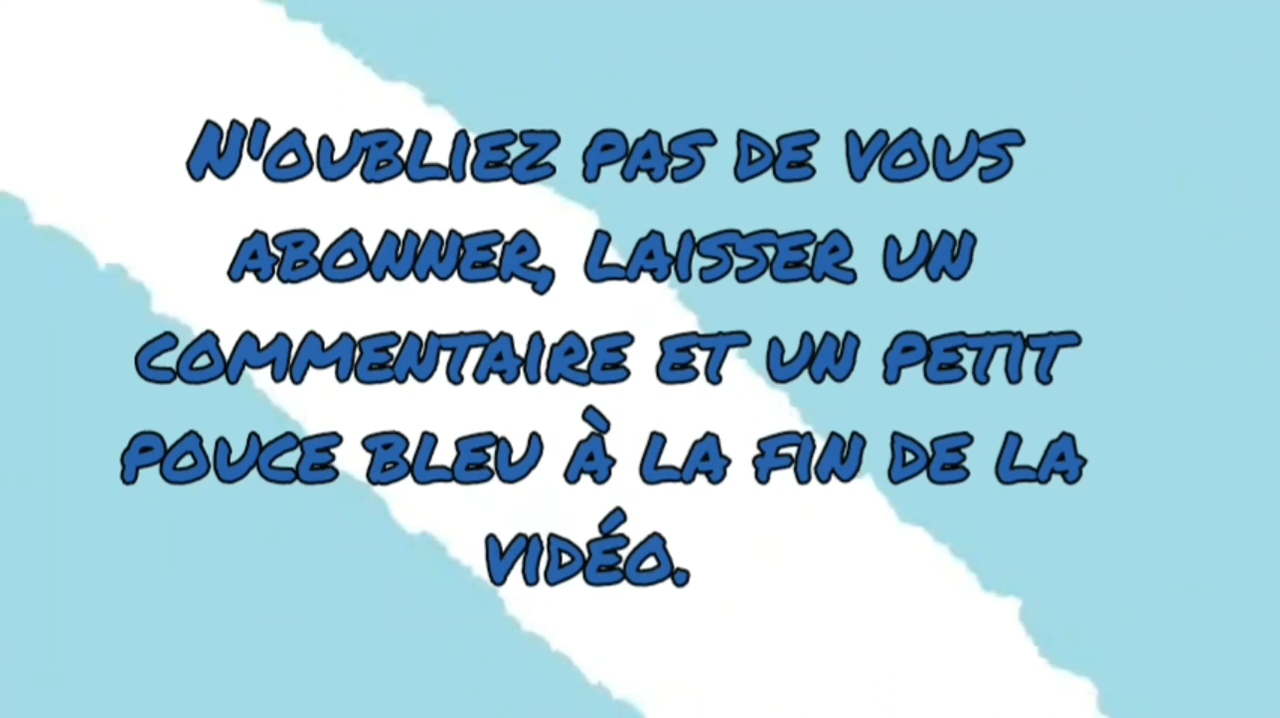 N'oubliez pas de vous
abonner, laisser un
commentaire et un petit
pouce bleu à la fin de la
vidéo.